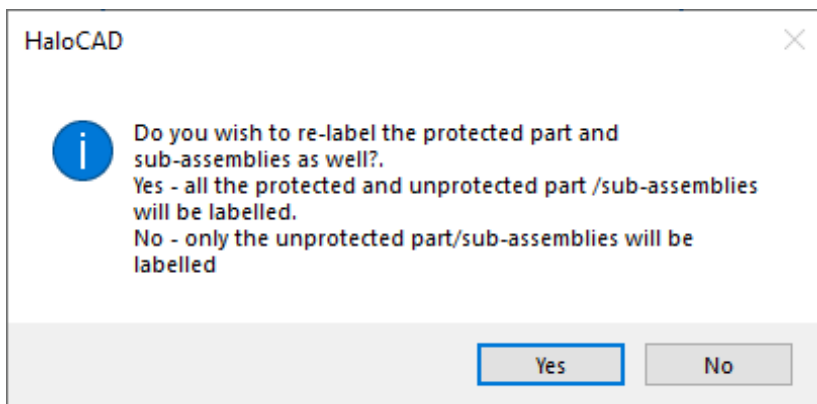 HaloCAD
Do you wish to re-label the protected part and
sub-assemblies as well?.
Yes - all the protected and unprotected part /sub-assemblies
will be labelled.
No - only the unprotected part/sub-assemblies will be
labelled
Yes
No